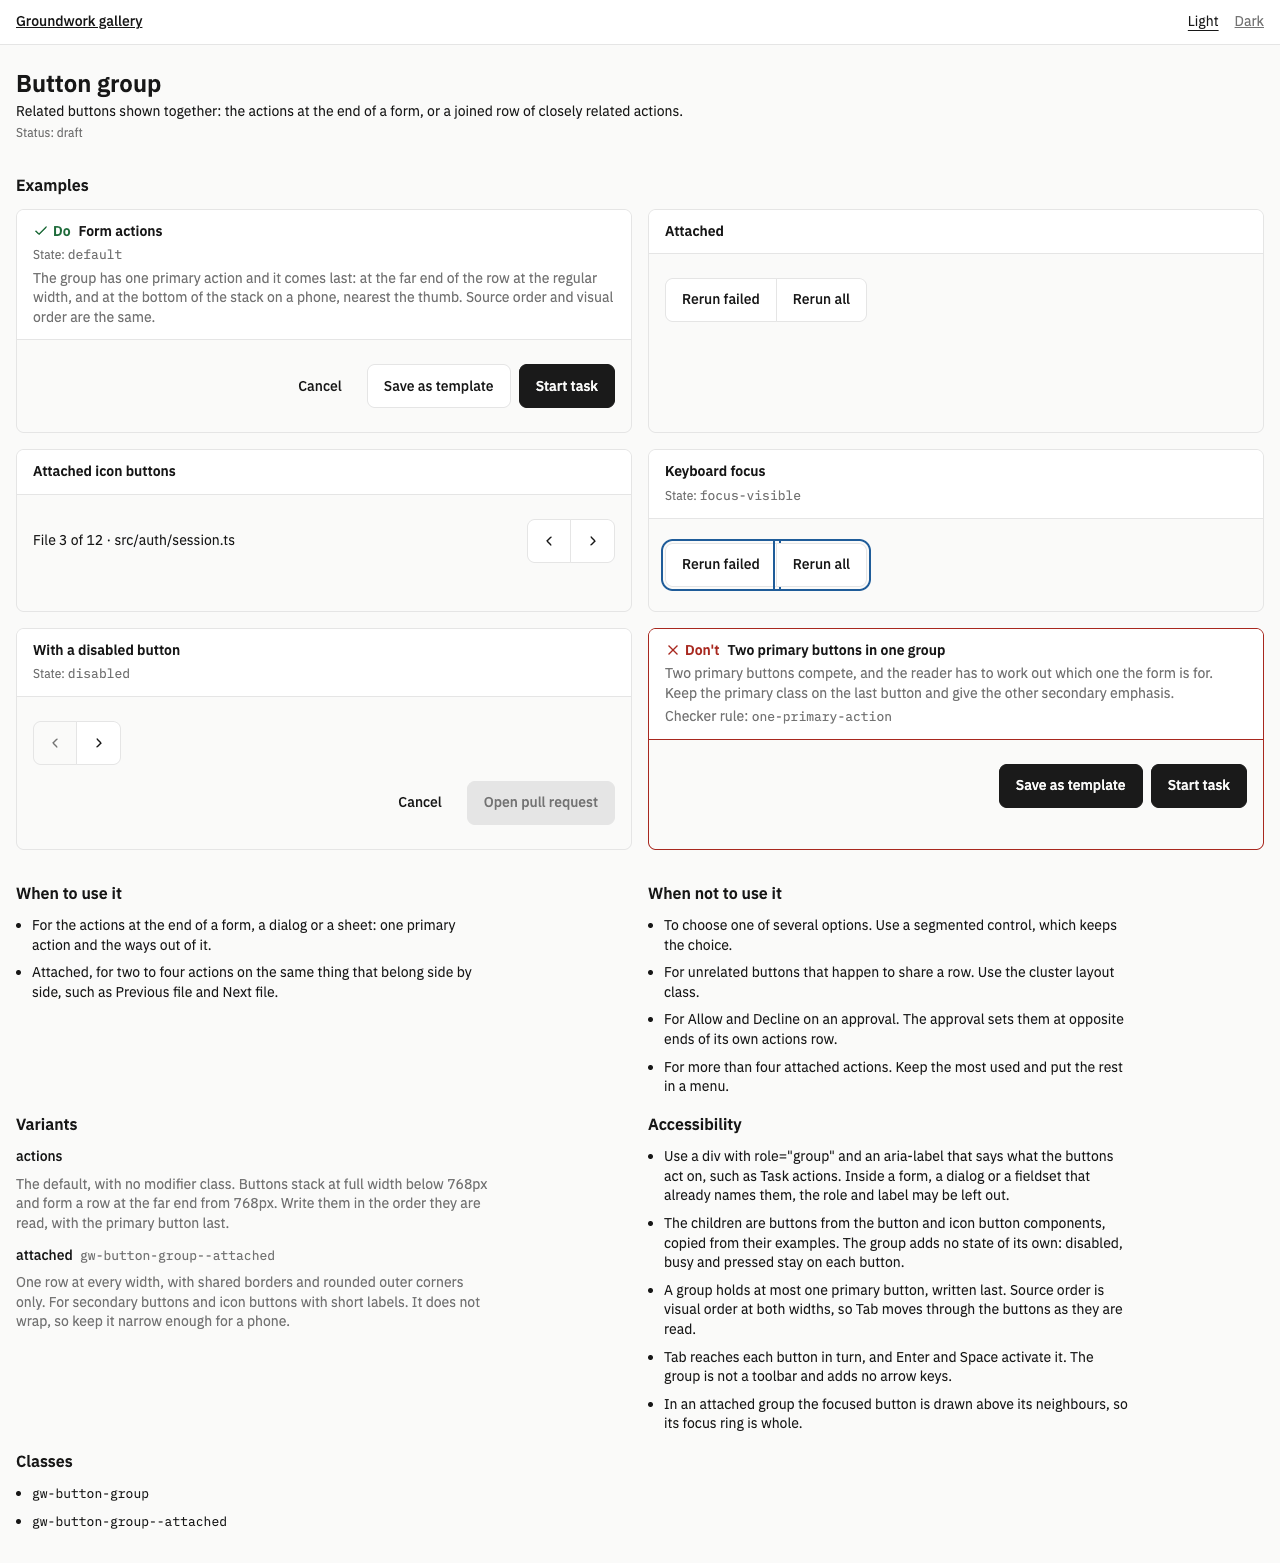 Groundwork gallery
Light
Dark
Button group
Related buttons shown together: the actions at the end of a form, or a joined row of closely related actions.
Status: draft
Examples
Do Form actions
State: default
The group has one primary action and it comes last: at the far end of the row at the regular
width, and at the bottom of the stack on a phone, nearest the thumb. Source order and visual
order are the same.
Cancel
Save as template
Start task
Attached
Rerun failed
Rerun all
Attached icon buttons
File 3 of 12 · src/auth/session.ts
Keyboard focus
State: focus-visible
Rerun failed
Rerun all
With a disabled button
State: disabled
Cancel
Open pull request
Don't Two primary buttons in one group
Two primary buttons compete, and the reader has to work out which one the form is for.
Keep the primary class on the last button and give the other secondary emphasis.
Checker rule: one-primary-action
Save as template
Start task
When to use it
For the actions at the end of a form, a dialog or a sheet: one primary
action and the ways out of it.
Attached, for two to four actions on the same thing that belong side by
side, such as Previous file and Next file.
When not to use it
To choose one of several options. Use a segmented control, which keeps
the choice.
For unrelated buttons that happen to share a row. Use the cluster layout
class.
For Allow and Decline on an approval. The approval sets them at opposite
ends of its own actions row.
For more than four attached actions. Keep the most used and put the rest
in a menu.
Variants
actions
The default, with no modifier class. Buttons stack at full width below 768px
and form a row at the far end from 768px. Write them in the order they are
read, with the primary button last.
attached gw-button-group--attached
One row at every width, with shared borders and rounded outer corners
only. For secondary buttons and icon buttons with short labels. It does not
wrap, so keep it narrow enough for a phone.
Accessibility
Use a div with role="group" and an aria-label that says what the buttons
act on, such as Task actions. Inside a form, a dialog or a fieldset that
already names them, the role and label may be left out.
The children are buttons from the button and icon button components,
copied from their examples. The group adds no state of its own: disabled,
busy and pressed stay on each button.
A group holds at most one primary button, written last. Source order is
visual order at both widths, so Tab moves through the buttons as they are
read.
Tab reaches each button in turn, and Enter and Space activate it. The
group is not a toolbar and adds no arrow keys.
In an attached group the focused button is drawn above its neighbours, so
its focus ring is whole.
Classes
gw-button-group
gw-button-group--attached